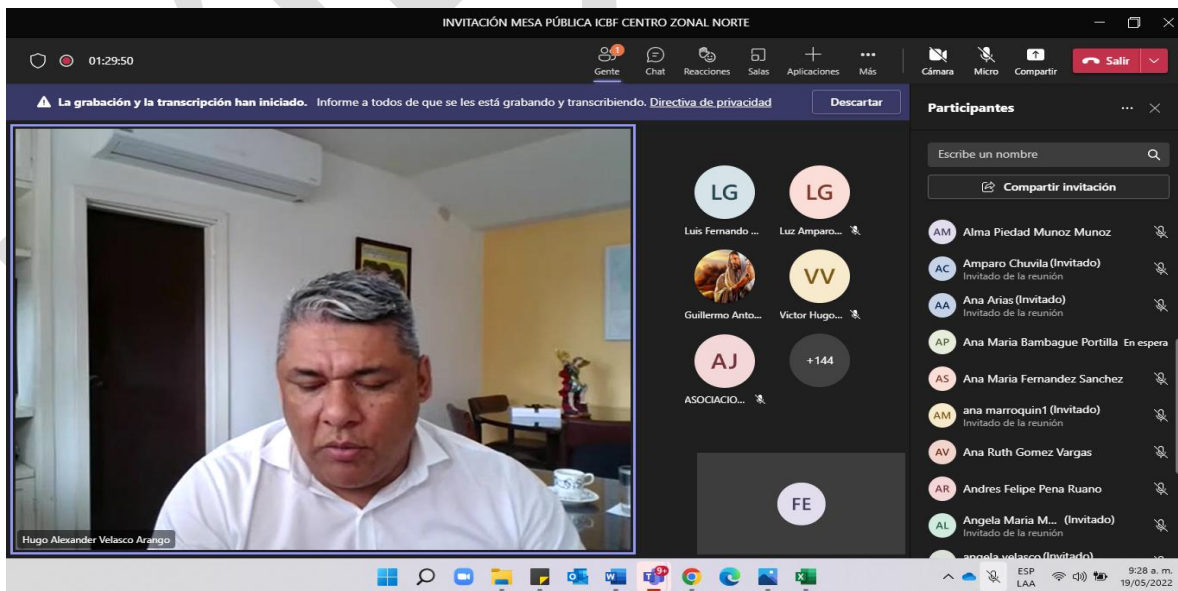 INVITACIÓN MESA PÚBLICA ICBF CENTRO ZONAL NORTE
01:29:50
1
Gente
Chat
Reacciones
Salas
Aplicaciones
Más
Cámara
Micro
Compartir
Salir
La grabación y la transcripción han iniciado. Informe a todos de que se les está grabando y transcribiendo. Directiva de privacidad
Descartar
Hugo Alexander Velasco Arango
LG
Luis Fernando ...
LG
Luz Amparo...
Guillermo Anto...
VV
Victor Hugo...
AJ
ASOCIACIO...
+144
FE
Participantes
Escribe un nombre
Compartir invitación
AM Alma Piedad Munoz Munoz
AC Amparo Chuvila (Invitado)
Invitado de la reunión
AA Ana Arias (Invitado)
Invitado de la reunión
AP Ana Maria Bambague Portilla En espera
AS Ana Maria Fernandez Sanchez
AM ana marroquin1 (Invitado)
Invitado de la reunión
AV Ana Ruth Gomez Vargas
AR Andres Felipe Pena Ruano
AL Angela Maria M... (Invitado)
Invitado de la reunión
angela velasco (Invitado)
9+
ESP
LAA
9:28 a. m.
19/05/2022